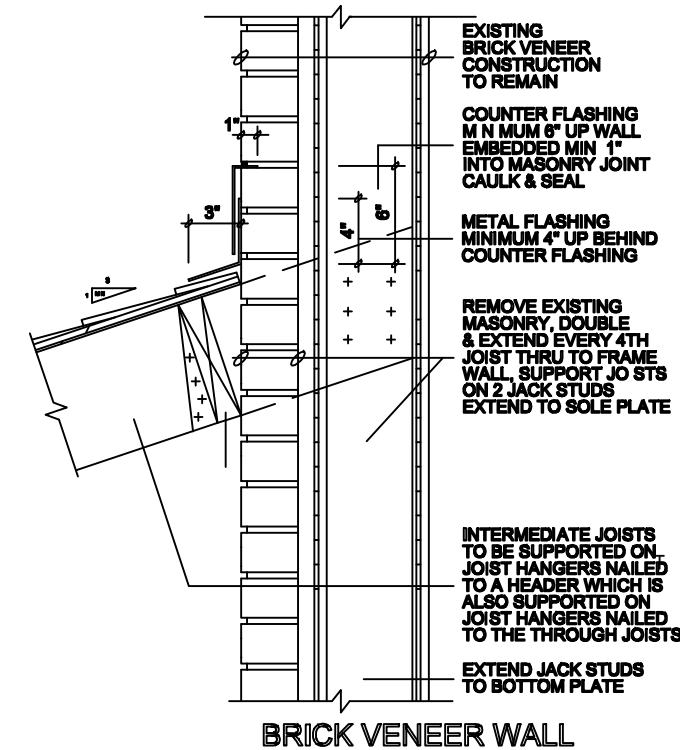 EXISTING
BRICK VENEER
CONSTRUCTION
TO REMAIN
COUNTER FLASHING
M N MUM 6" UP WALL
EMBEDDED MIN 1"
INTO MASONRY JOINT
CAULK & SEAL
1"
3"
4"
6"
METAL FLASHING
MINIMUM 4" UP BEHIND
COUNTER FLASHING
3
1
MIN
REMOVE EXISTING
MASONRY, DOUBLE
& EXTEND EVERY 4TH
JOIST THRU TO FRAME
WALL, SUPPORT JO STS
ON 2 JACK STUDS
EXTEND TO SOLE PLATE
INTERMEDIATE JOISTS
TO BE SUPPORTED ON
JOIST HANGERS NAILED
TO A HEADER WHICH IS
ALSO SUPPORTED ON
JOIST HANGERS NAILED
TO THE THROUGH JOISTS
EXTEND JACK STUDS
TO BOTTOM PLATE
BRICK VENEER WALL